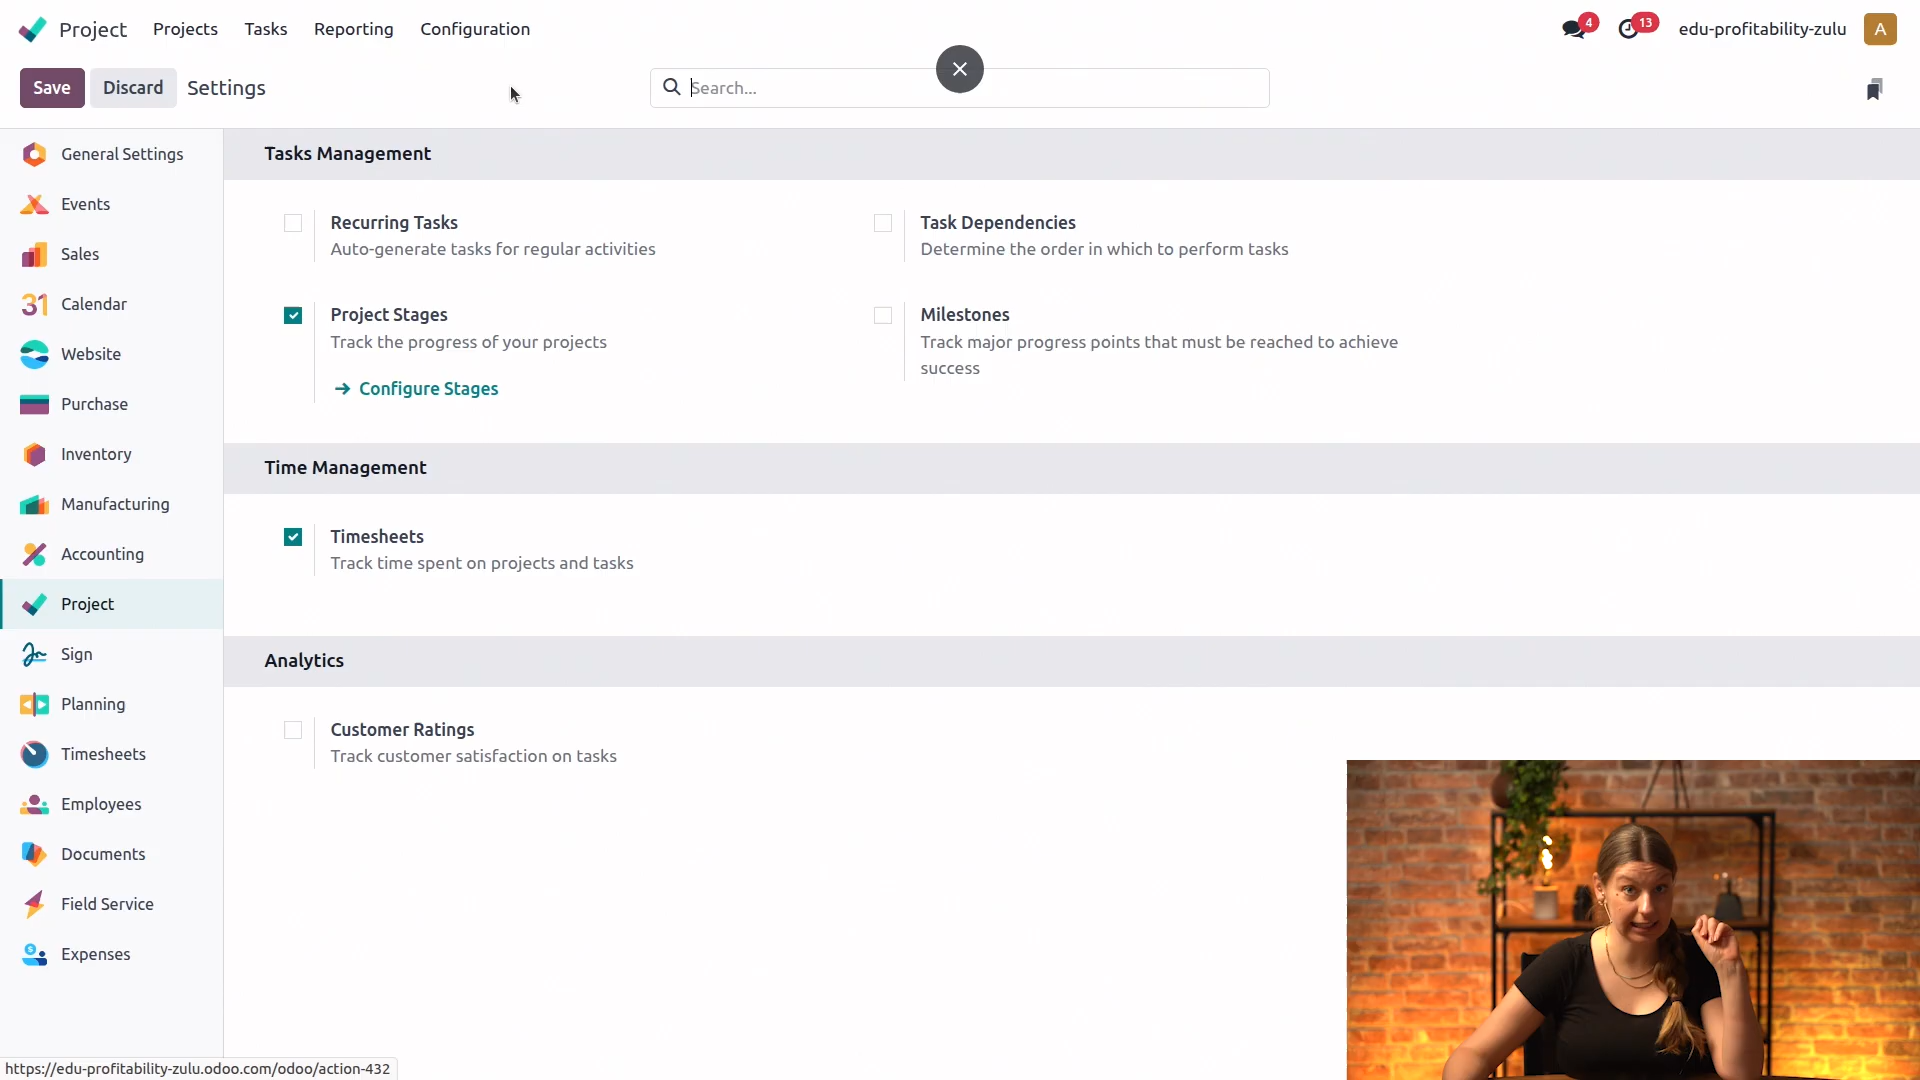 Project
Projects
Tasks
Reporting
Configuration
4
13
edu-profitability-zulu
A
Save
Discard
Settings
Search...
General Settings
Events
Sales
31
Calendar
Website
Purchase
Inventory
Manufacturing
Accounting
Project
Sign
Planning
Timesheets
Employees
Documents
Field Service
$
Expenses
Tasks Management
Recurring Tasks
Auto-generate tasks for regular activities
Task Dependencies
Determine the order in which to perform tasks
Project Stages
Track the progress of your projects
Configure Stages
Milestones
Track major progress points that must be reached to achieve
success
Time Management
Timesheets
Track time spent on projects and tasks
Analytics
Customer Ratings
Track customer satisfaction on tasks
https://edu-profitability-zulu.odoo.com/odoo/action-432